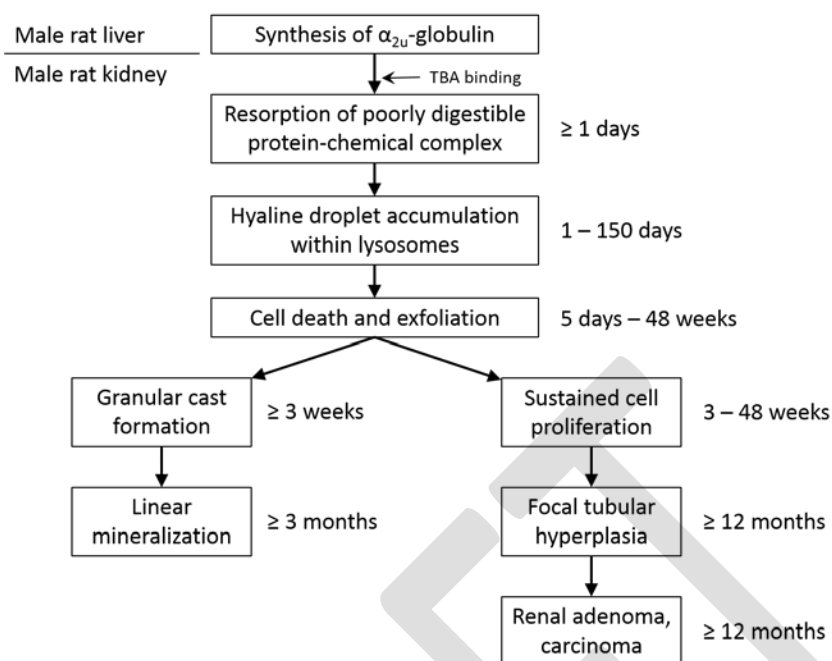 Male rat liver
Synthesis of α2u-globulin
Male rat kidney
TBA binding
Resorption of poorly digestible
protein-chemical complex
≥ 1 days
Hyaline droplet accumulation
within lysosomes
1 – 150 days
Cell death and exfoliation
5 days – 48 weeks
Granular cast
formation
≥ 3 weeks
Sustained cell
proliferation
3 – 48 weeks
Linear
mineralization
≥ 3 months
Focal tubular
hyperplasia
≥ 12 months
Renal adenoma,
carcinoma
≥ 12 months